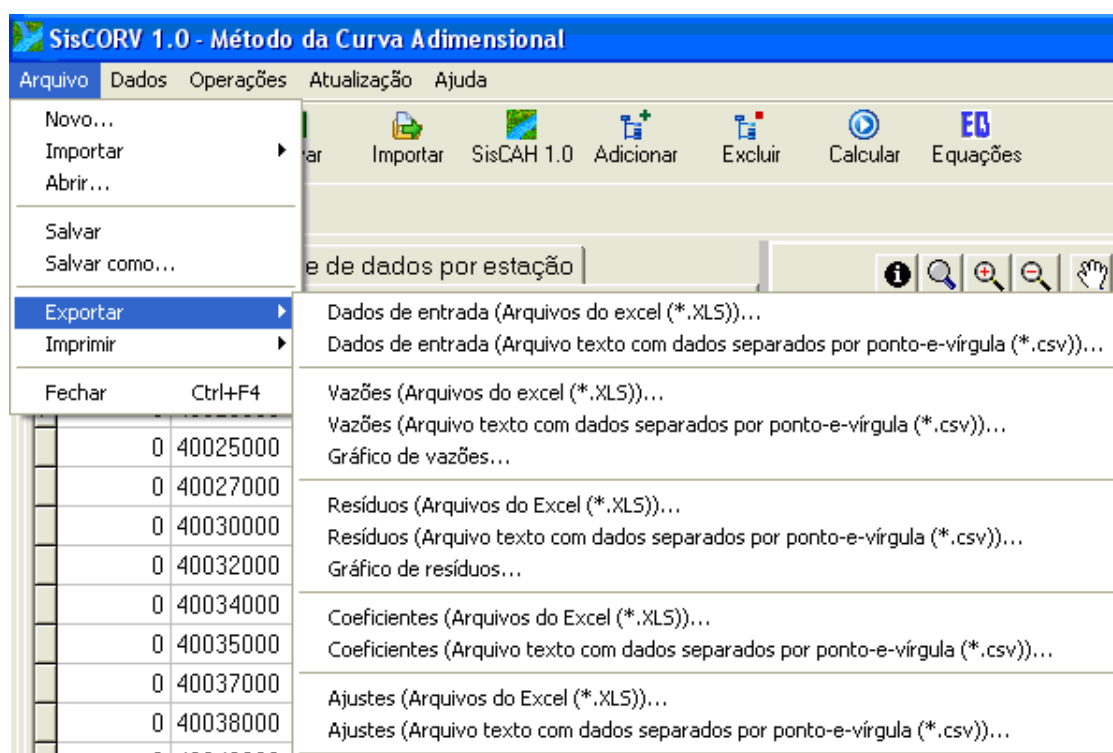 SisCORV 1.0 - Método da Curva Adimensional
Arquivo Dados Operações Atualização Ajuda
Novo...
Importar
Abrir...
Salvar
Salvar como...
Exportar
Imprimir
Fechar Ctrl+F4
ar Importar SisCAH 1.0 Adicionar Excluir Calcular Equações
e de dados por estação
Dados de entrada (Arquivos do excel (*.XLS))...
Dados de entrada (Arquivo texto com dados separados por ponto-e-vírgula (*.csv))...
Vazões (Arquivos do excel (*.XLS))...
Vazões (Arquivo texto com dados separados por ponto-e-vírgula (*.csv))...
Gráfico de vazões...
Resíduos (Arquivos do Excel (*.XLS))...
Resíduos (Arquivo texto com dados separados por ponto-e-vírgula (*.csv))...
Gráfico de resíduos...
Coeficientes (Arquivos do Excel (*.XLS))...
Coeficientes (Arquivo texto com dados separados por ponto-e-vírgula (*.csv))...
Ajustes (Arquivos do Excel (*.XLS))...
Ajustes (Arquivo texto com dados separados por ponto-e-vírgula (*.csv))...
0 40025000
0 40027000
0 40030000
0 40032000
0 40034000
0 40035000
0 40037000
0 40038000